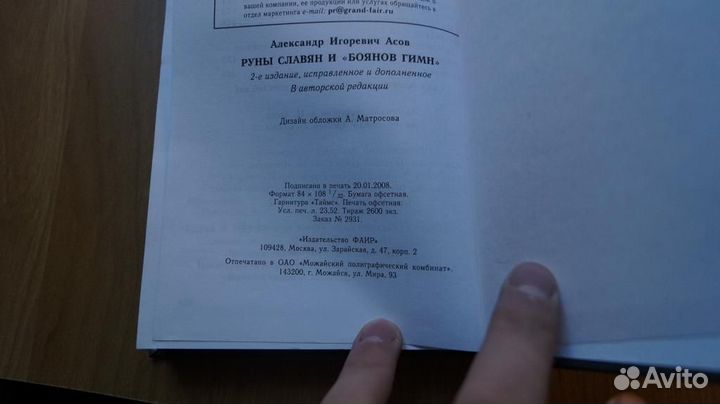 вашей компании, ее продукции или услугах обращайтесь в
отдел маркетинга e-mail: pr@grand-fair.ru
Александр Игоревич Асов
РУНЫ СЛАВЯН И «БОЯНОВ ГИМН»
2-е издание, исправленное и дополненное
В авторской редакции
Дизайн обложки А. Матросова
Подписано в печать 20.01.2008.
Формат 84 × 108 1/32. Бумага офсетная.
Гарнитура «Таймс». Печать офсетная.
Усл. печ. л. 23,52. Тираж 2600 экз.
Заказ № 2931.
«Издательство ФАИР»
109428, Москва, ул. Зарайская, д. 47, корп. 2
Отпечатано в ОАО «Можайский полиграфический комбинат».
143200, г. Можайск, ул. Мира, 93
Avito